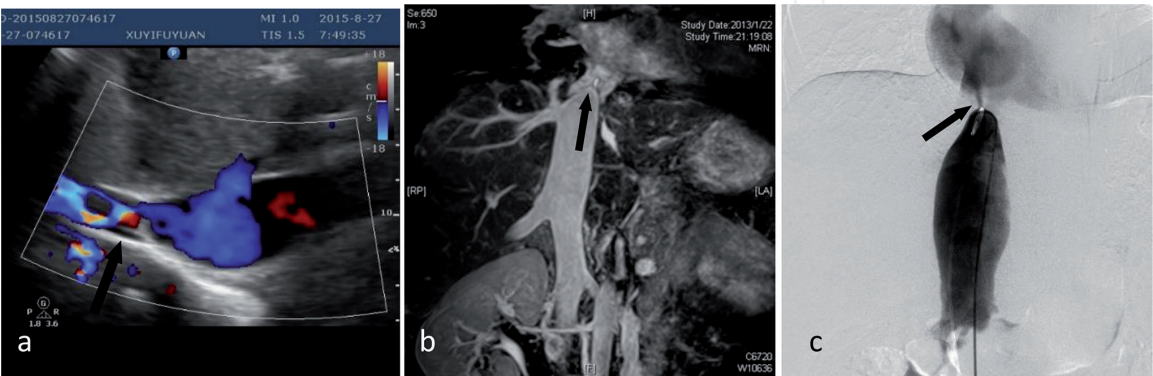 D-20150827074617 MI 1.0 2015-8-27
-27-074617 XUYIFUYUAN TIS 1.5 7:49:35
P
+18
c
m
s
-18
10
G
P R
1.8 3.6
a
Se:650
Im:3
[H]
Study Date:2013/1/22
Study Time:21:19:08
MRN:
[RP]
[LA]
[F]
C6720
W10636
b
c